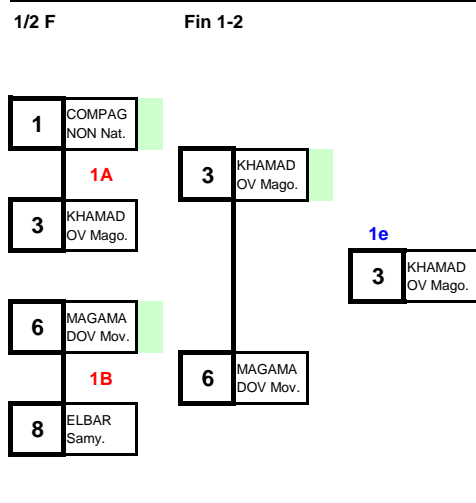 1/2 F
Fin 1-2
1
COMPAG
NON Nat.
1A
3
KHAMAD
OV Mago.
6
MAGAMA
DOV Mov.
1B
8
ELBAR
Samy.
3
KHAMAD
OV Mago.
6
MAGAMA
DOV Mov.
1e
3
KHAMAD
OV Mago.